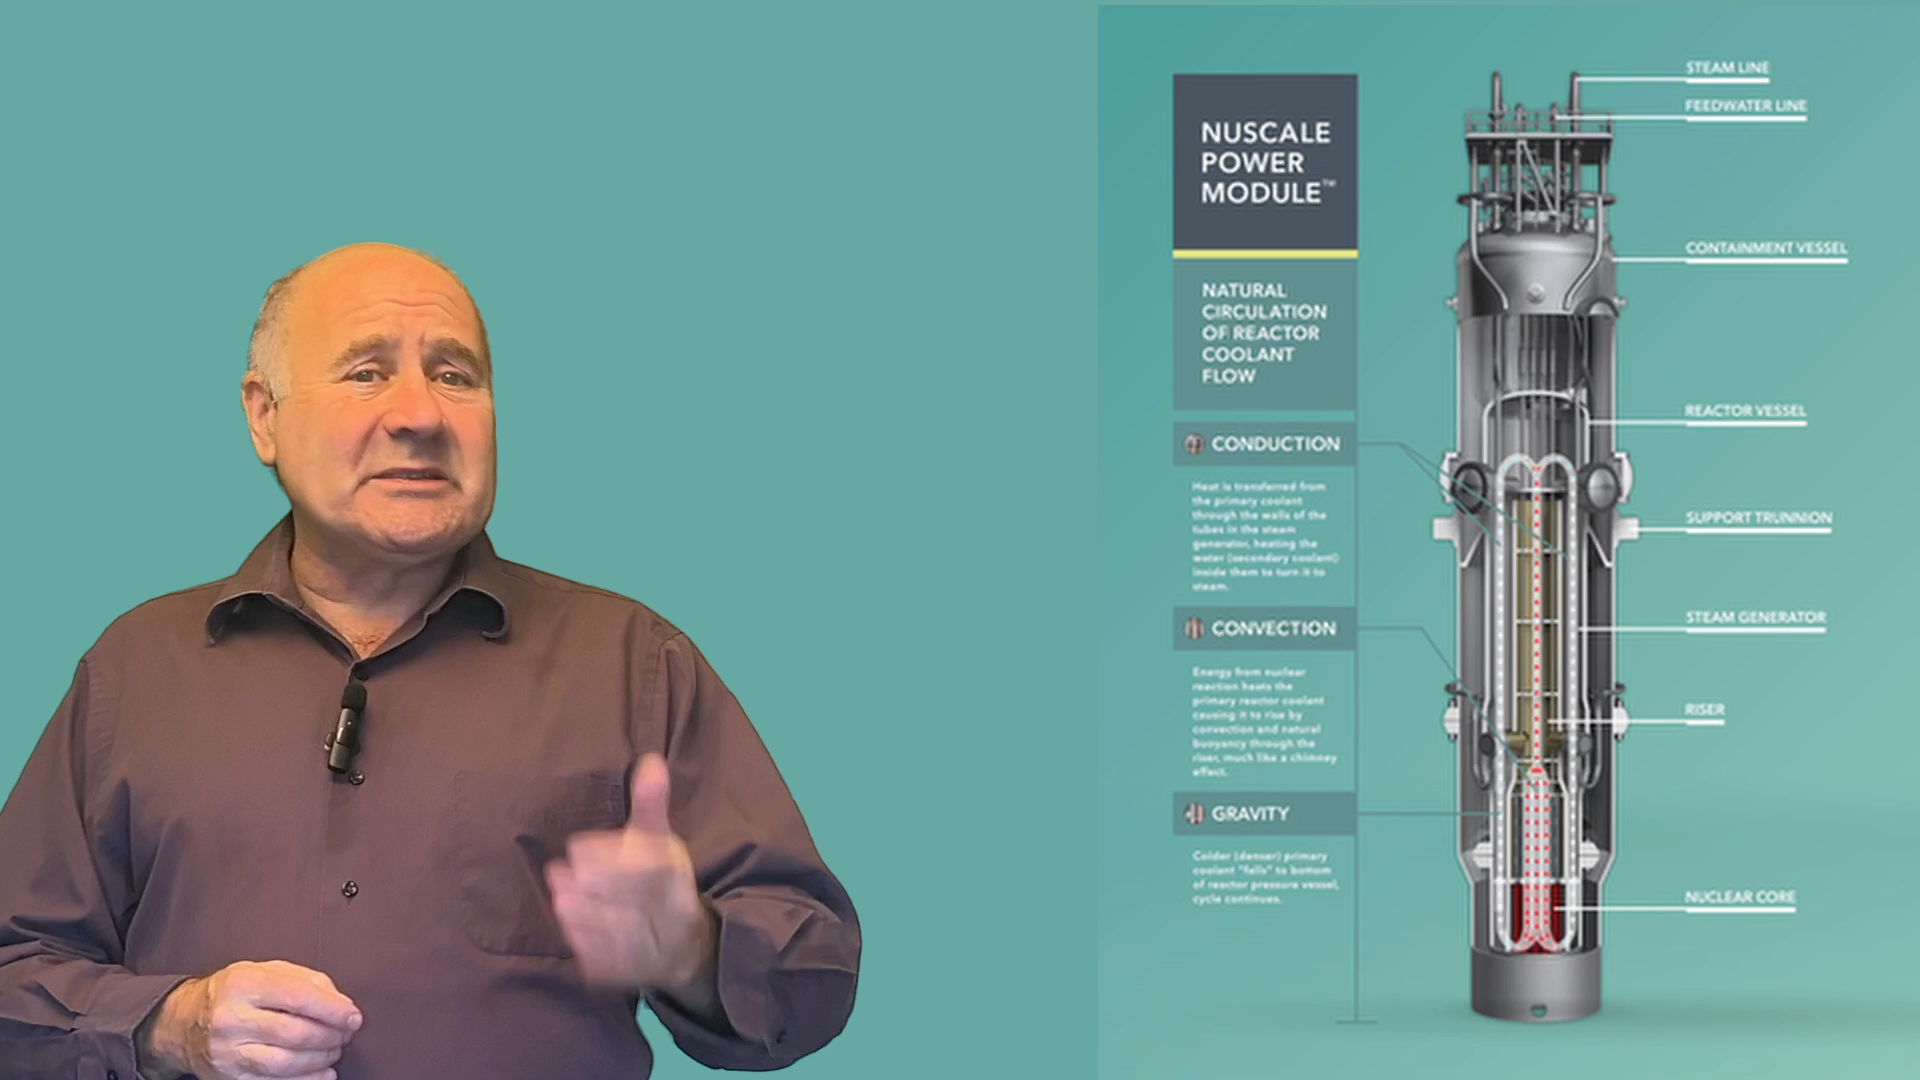 NUSCALE
POWER
MODULE™
NATURAL
CIRCULATION
OF REACTOR
COOLANT
FLOW
CONDUCTION
Heat is transferred from
the primary coolant
through the walls of the
tubes in the steam
generator, heating the
water (secondary coolant)
inside them to turn it to
steam.
CONVECTION
Energy from nuclear
reaction heats the
primary reactor coolant
causing it to rise by
convection and natural
buoyancy through the
riser, much like a chimney
effect.
GRAVITY
Colder (denser) primary
coolant "falls" to bottom
of reactor pressure vessel,
cycle continues.
STEAM LINE
FEEDWATER LINE
CONTAINMENT VESSEL
REACTOR VESSEL
SUPPORT TRUNNION
STEAM GENERATOR
RISER
NUCLEAR CORE